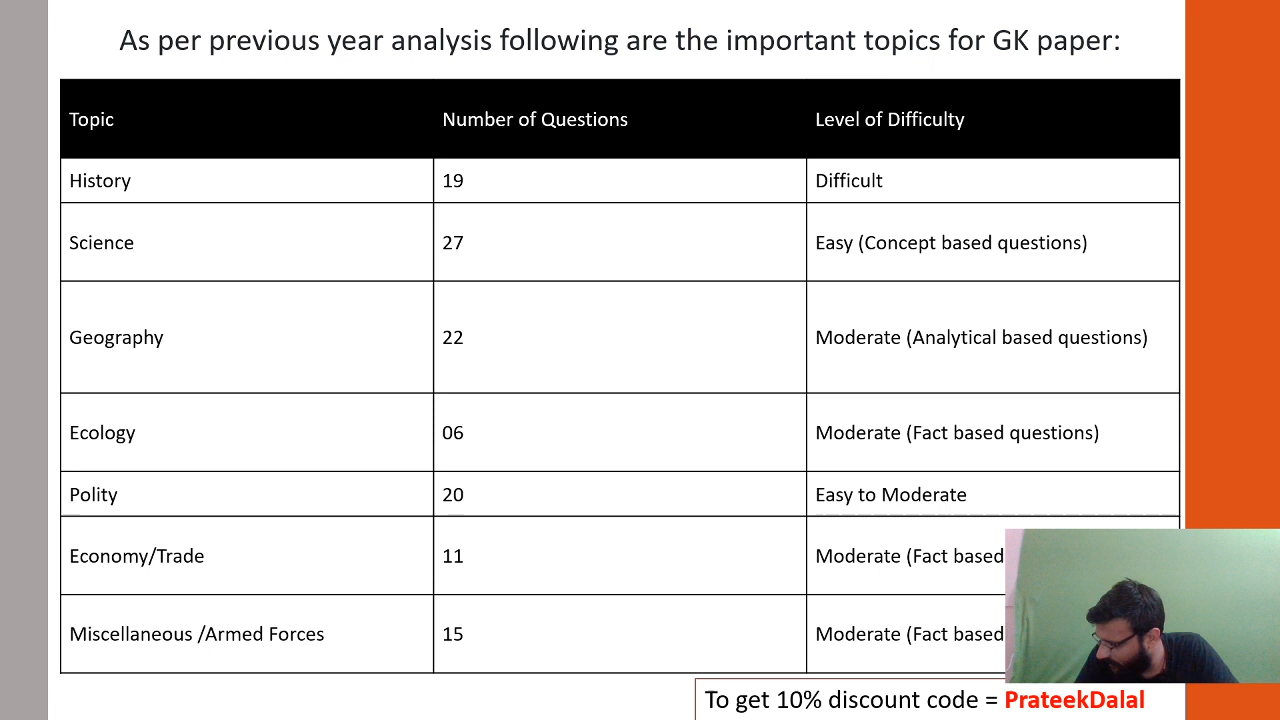 As per previous year analysis following are the important topics for GK paper:
Topic Number of Questions Level of Difficulty
History 19 Difficult
Science 27 Easy (Concept based questions)
Geography 22 Moderate (Analytical based questions)
Ecology 06 Moderate (Fact based questions)
Polity 20 Easy to Moderate
Economy/Trade 11 Moderate (Fact based
Miscellaneous /Armed Forces 15 Moderate (Fact based
To get 10% discount code = PrateekDalal